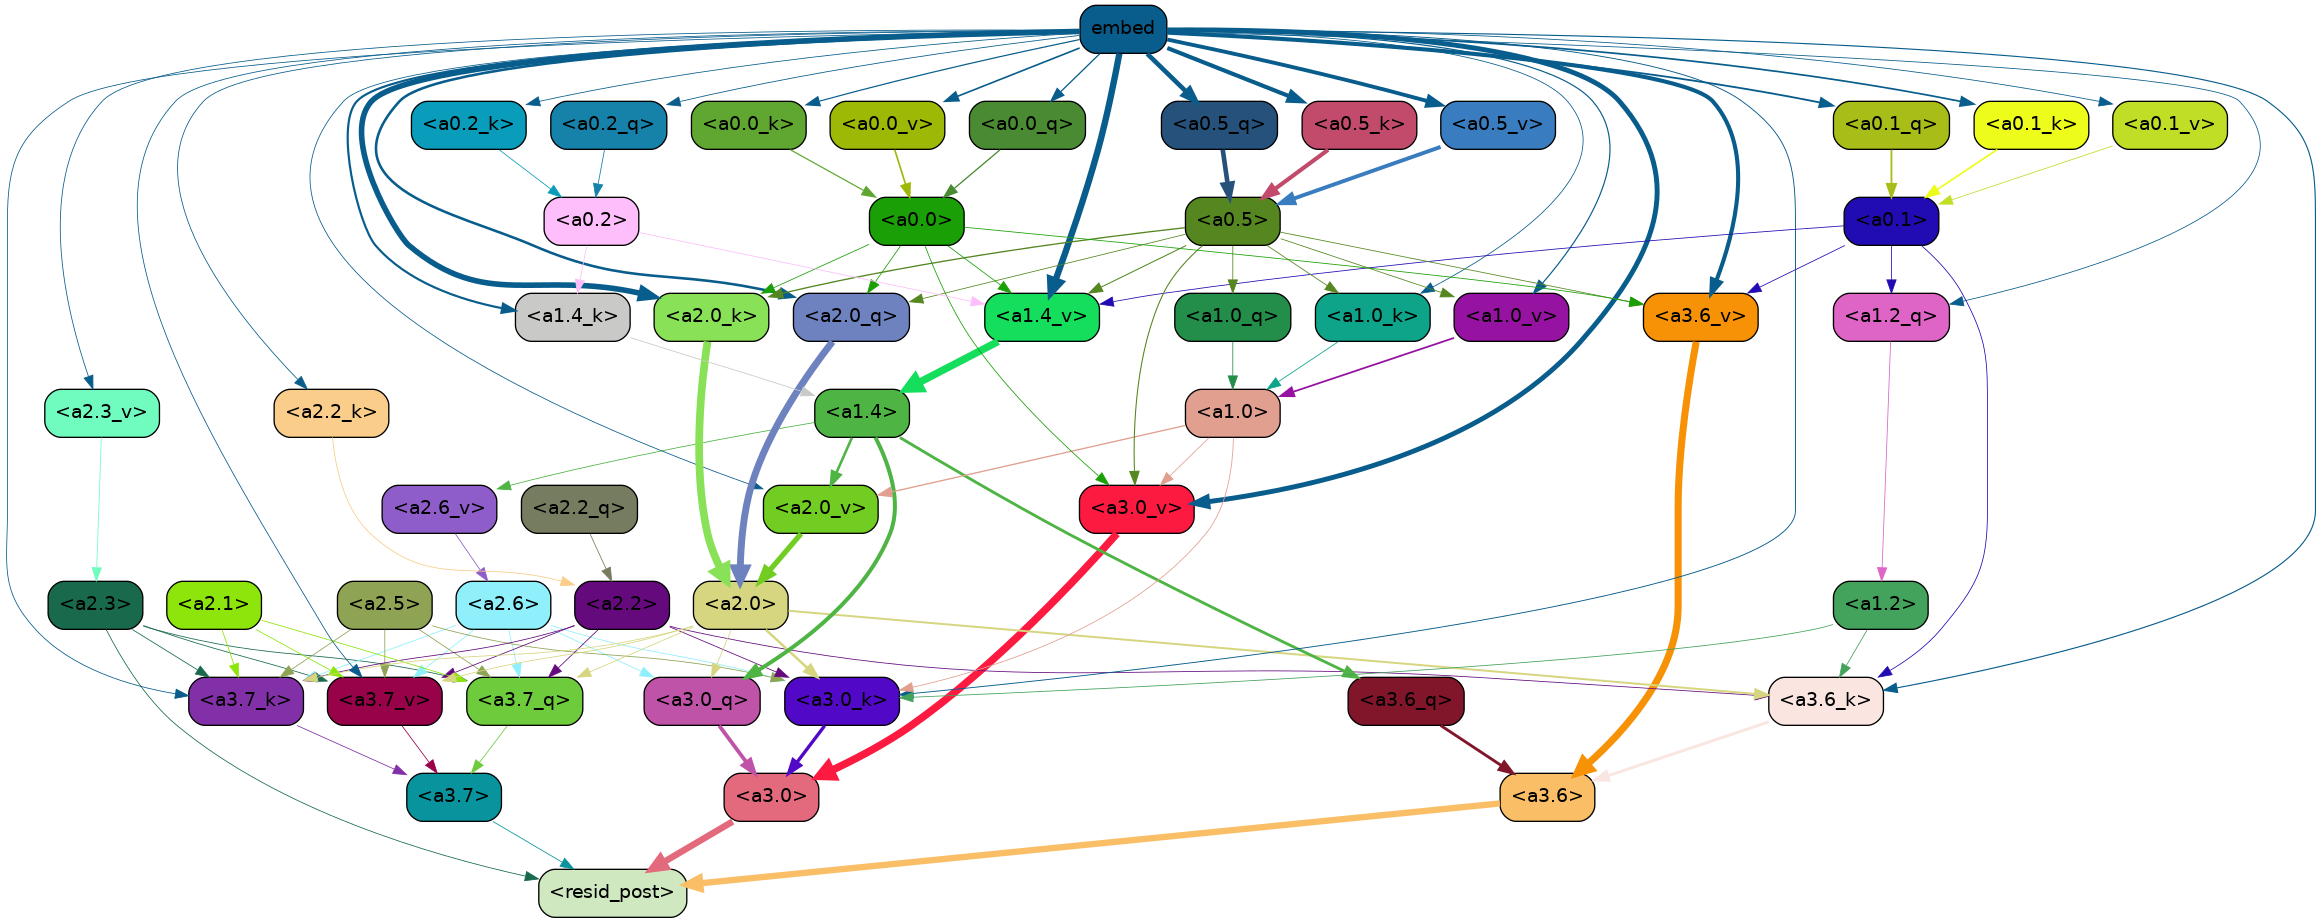 embed
<a0.2_k> <a0.2_q> <a0.0_k> <a0.0_v> <a0.0_q> <a0.5_q> <a0.5_k> <a0.5_v> <a0.1_q> <a0.1_k> <a0.1_v>
<a0.2> <a0.0> <a0.5> <a0.1>
<a1.4_k> <a2.0_k> <a2.0_q> <a1.4_v> <a1.0_q> <a1.0_k> <a1.0_v> <a3.6_v> <a1.2_q>
<a2.3_v> <a2.2_k> <a1.4> <a1.0>
<a2.6_v> <a2.2_q> <a2.0_v> <a3.0_v>
<a2.3> <a2.1> <a2.5> <a2.6> <a2.2> <a2.0> <a1.2>
<a3.7_k> <a3.7_v> <a3.7_q> <a3.0_q> <a3.0_k> <a3.6_q> <a3.6_k>
<a3.7> <a3.0> <a3.6>
<resid_post>